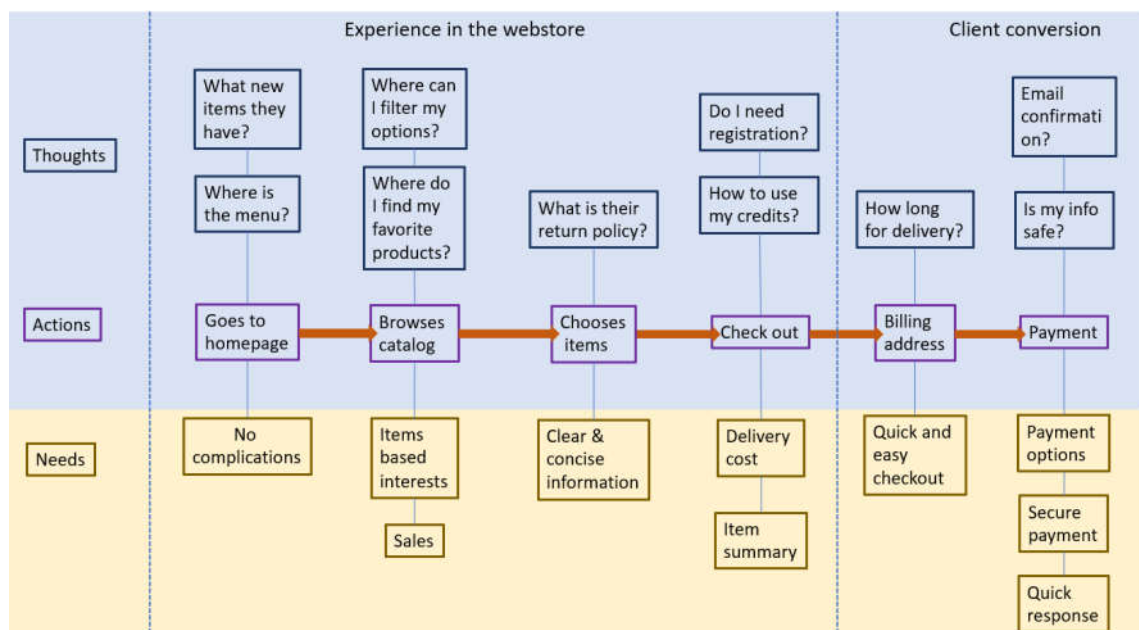 Experience in the webstore
Client conversion
Thoughts
What new
items they
have?
Where is
the menu?
Where can
I filter my
options?
Where do
I find my
favorite
products?
What is their
return policy?
Do I need
registration?
How to use
my credits?
How long
for delivery?
Email
confirmati
on?
Is my info
safe?
Actions
Goes to
homepage
Browses
catalog
Chooses
items
Check out
Billing
address
Payment
Needs
No
complications
Items
based
interests
Sales
Clear &
concise
information
Delivery
cost
Item
summary
Quick and
easy
checkout
Payment
options
Secure
payment
Quick
response